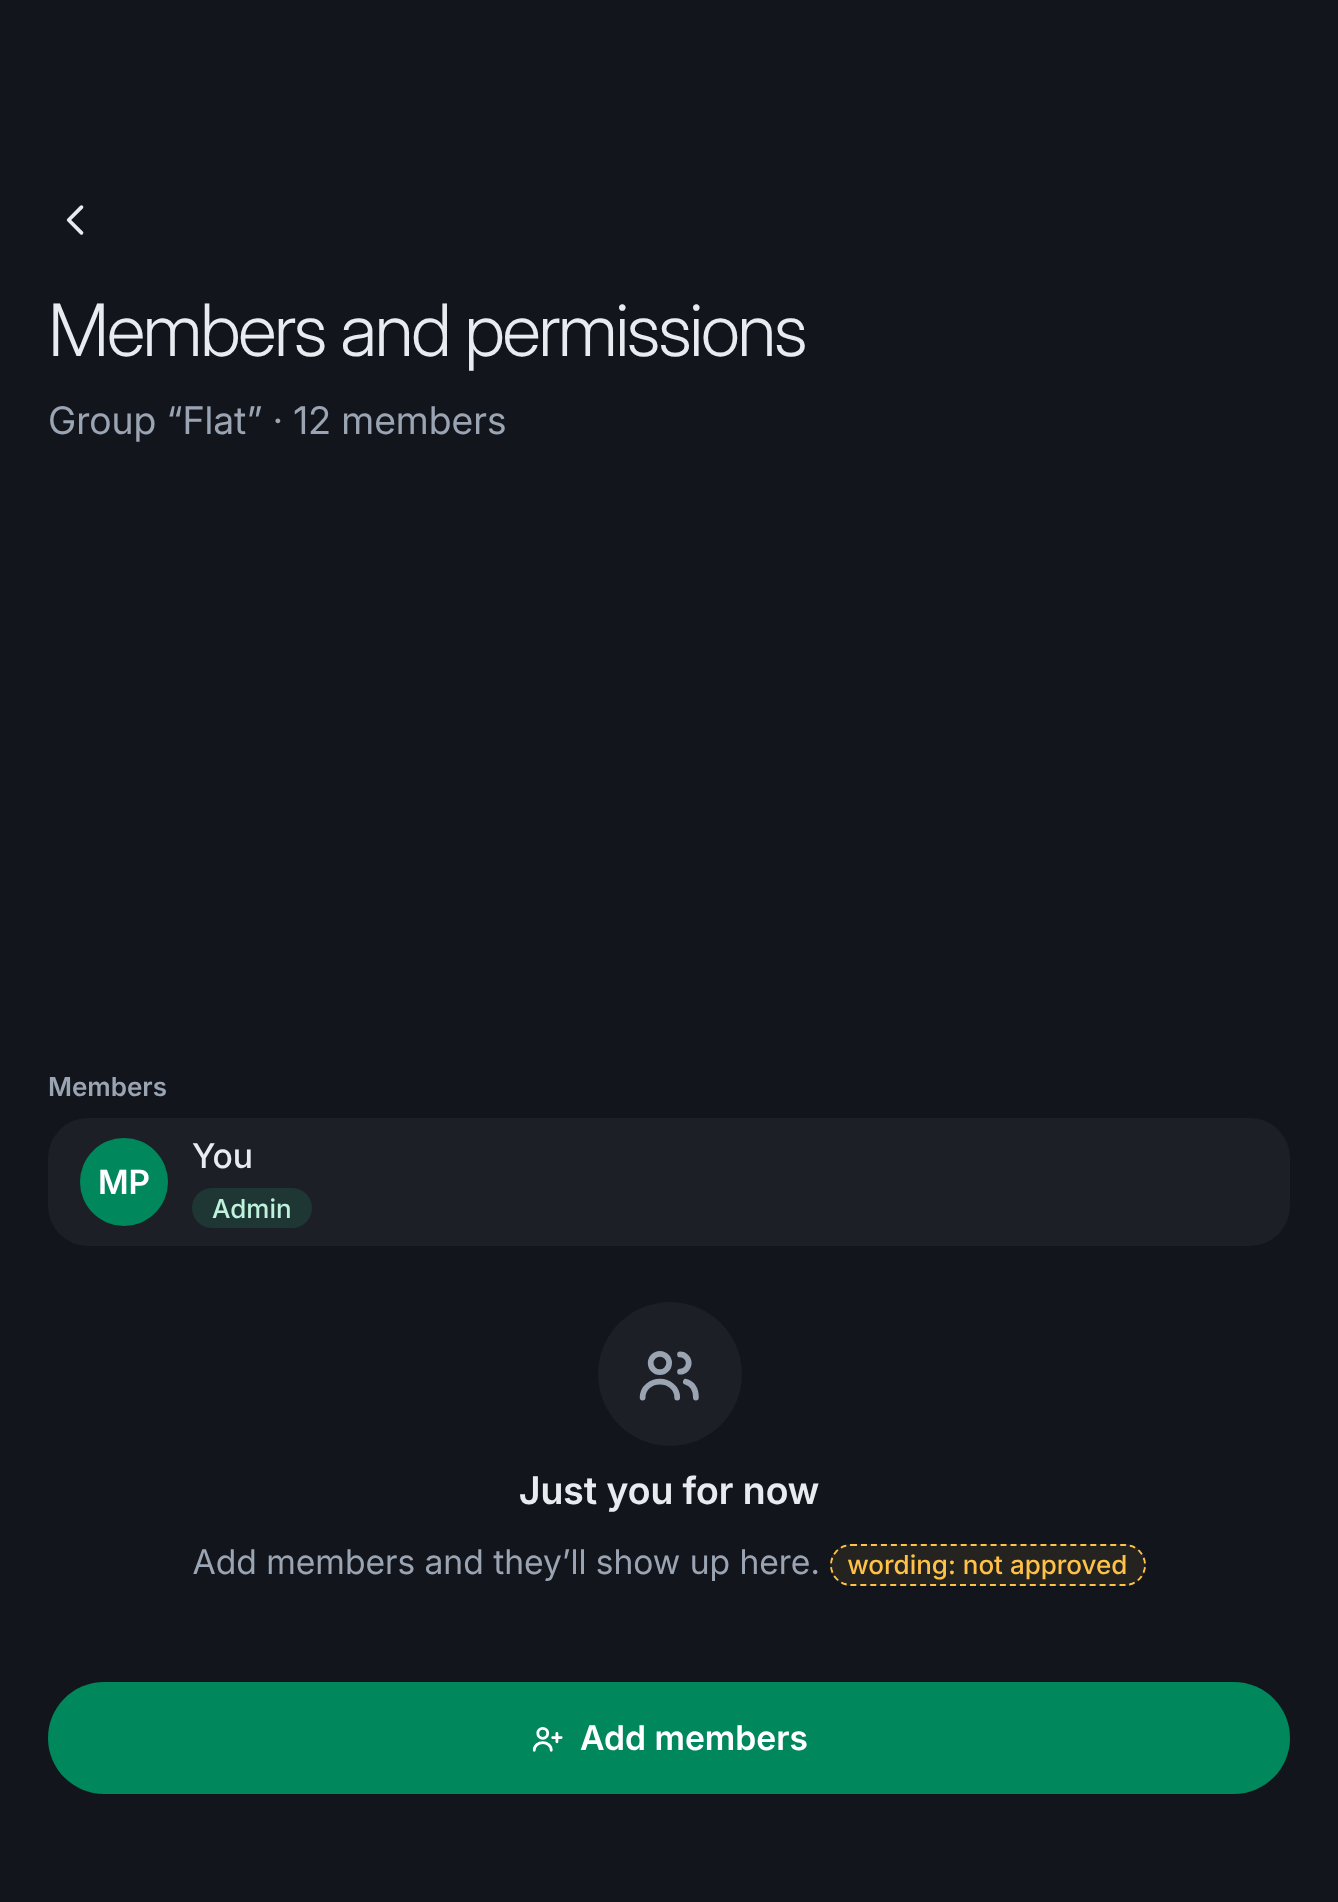 Members and permissions
Group “Flat” · 12 members
Members
MP
You
Admin
Just you for now
Add members and they’ll show up here. wording: not approved
Add members